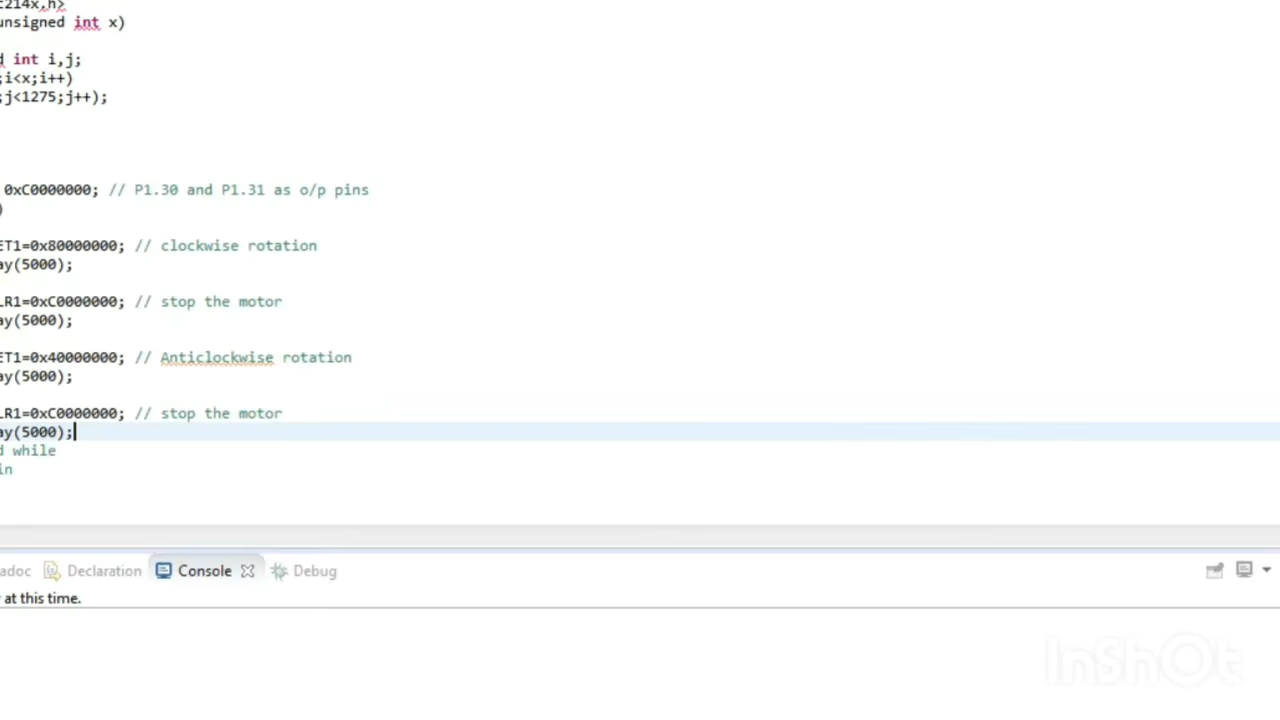 c214x.h>
unsigned int x)
d int i,j;
;i<x;i++)
;j<1275;j++);
0xC0000000; // P1.30 and P1.31 as o/p pins
)
ET1=0x80000000; // clockwise rotation
ay(5000);
LR1=0xC0000000; // stop the motor
ay(5000);
ET1=0x40000000; // Anticlockwise rotation
ay(5000);
LR1=0xC0000000; // stop the motor
ay(5000);
d while
in
adoc Declaration Console Debug
at this time.
InShOt